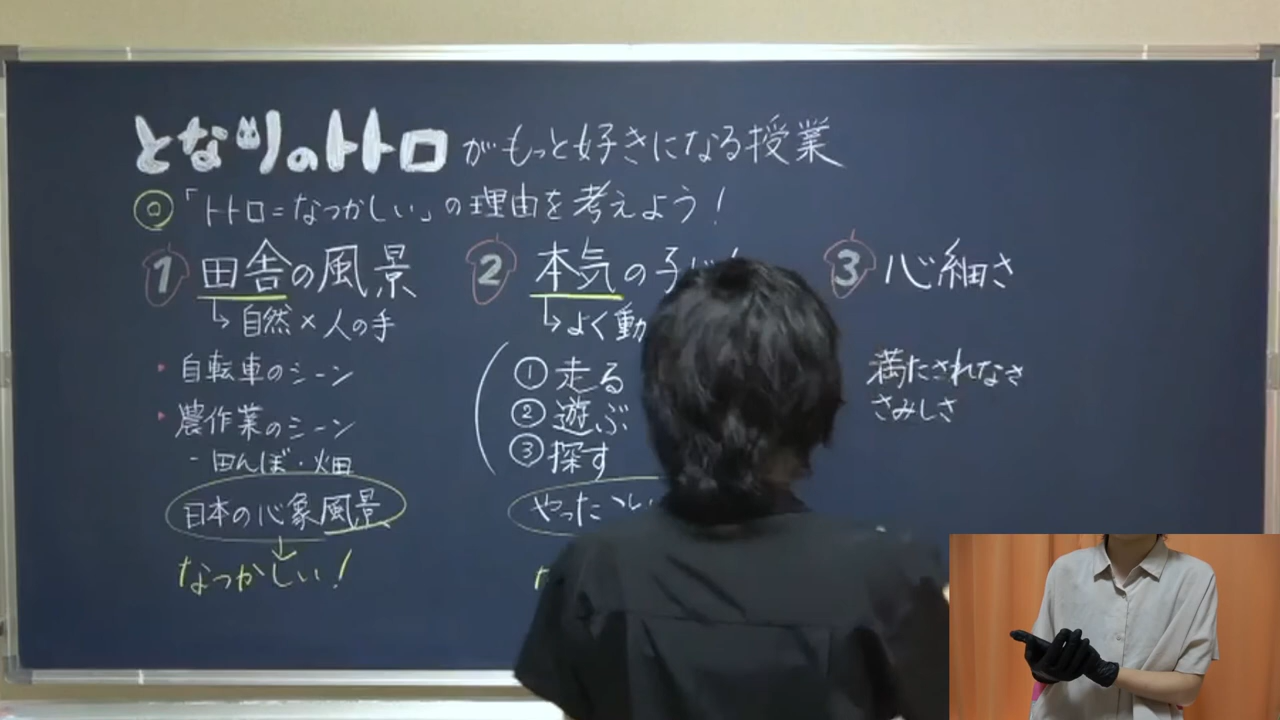 となりのトトロがもっと好きになる授業
◎「トトロ=なつかしい」の理由を考えよう!
1 田舎の風景
↳自然×人の手
・自転車のシーン
・農作業のシーン
- 田んぼ・畑
日本の心象風景
↓
なつかしい!
2 本気の子
↳よく動
① 走る
② 遊ぶ
③ 探す
やった
3 心細さ
満たされなさ
さみしさ